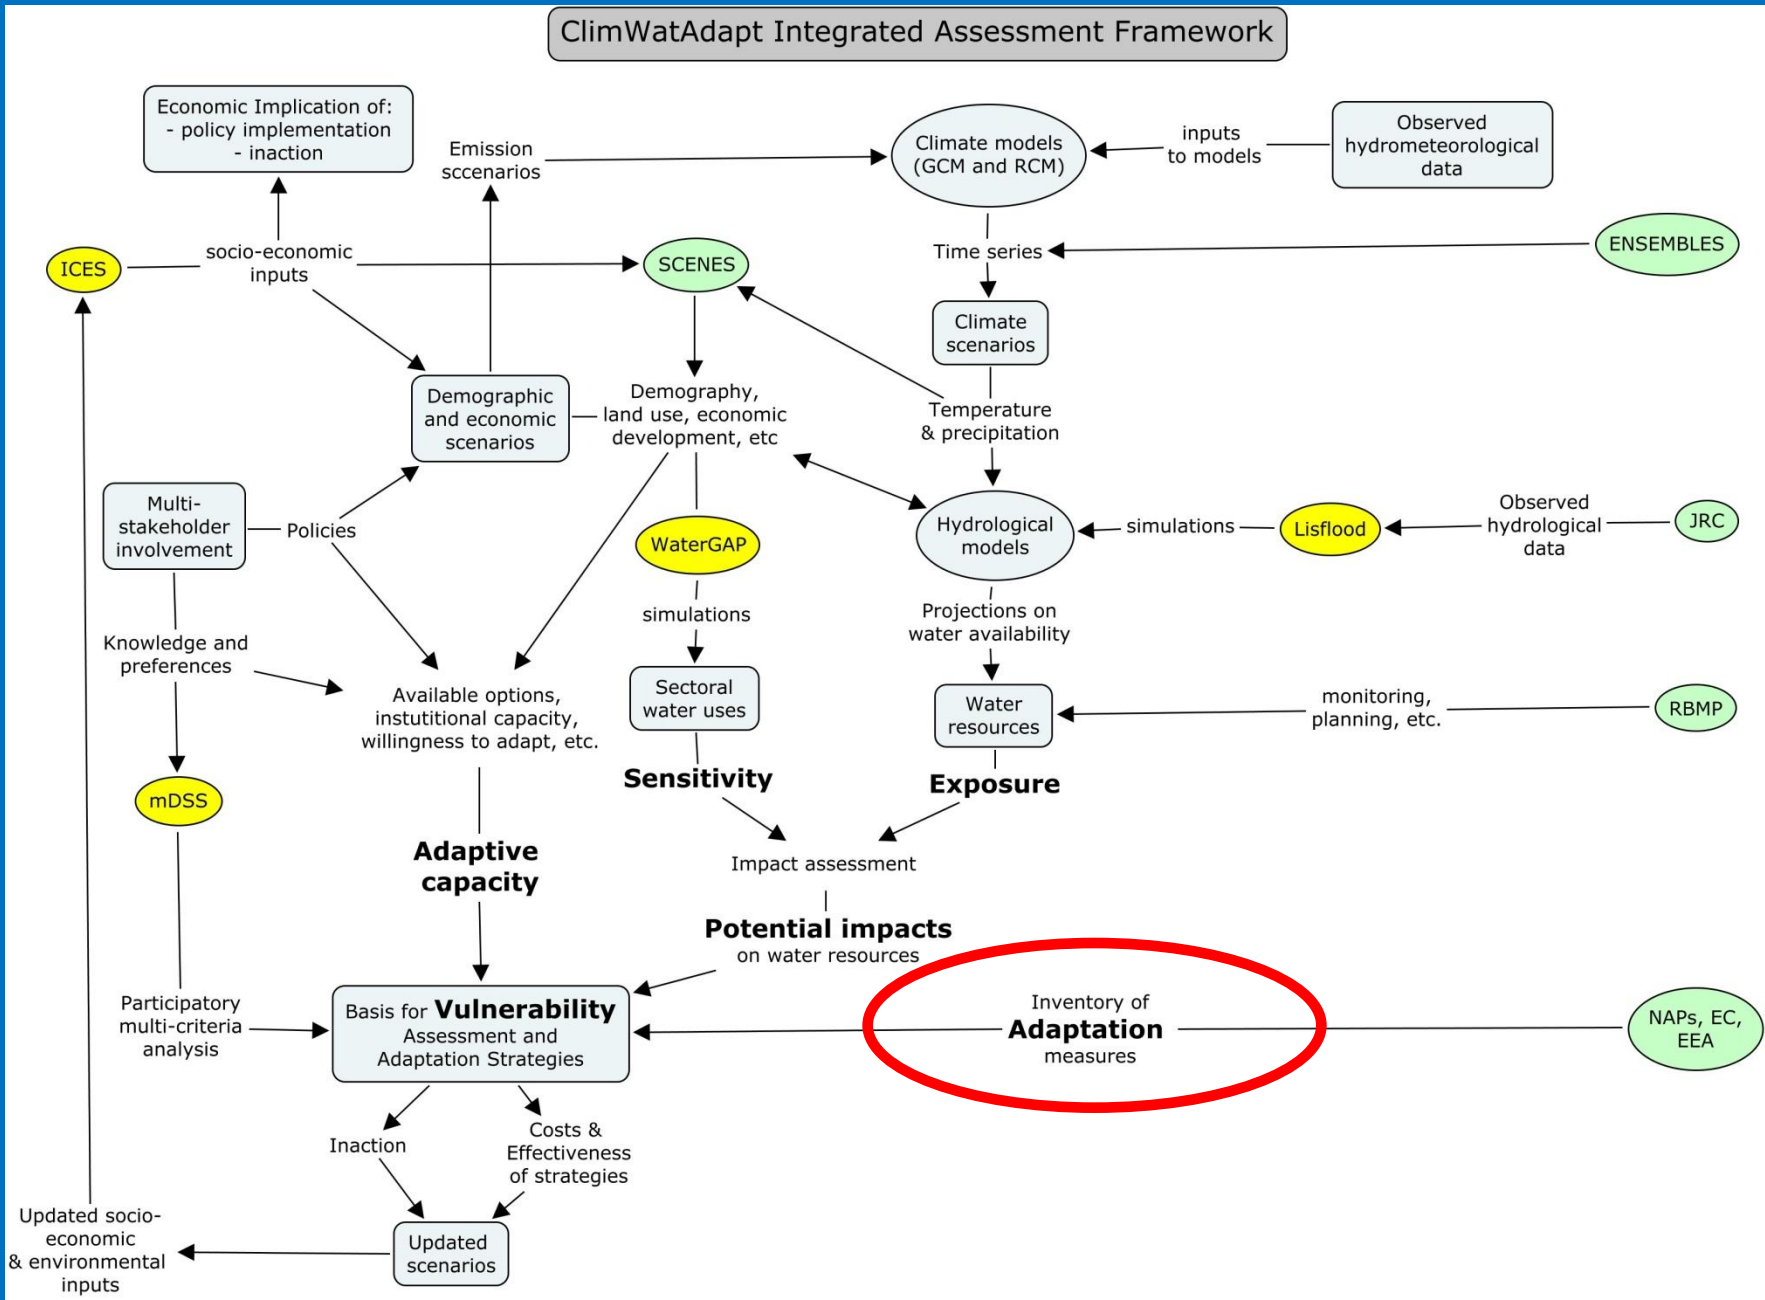 ClimWatAdapt Integrated Assessment Framework
Economic Implication of:
- policy implementation
- inaction
Emission
sccenarios
Climate models
(GCM and RCM)
inputs
to models
Observed
hydrometeorological
data
ICES
socio-economic
inputs
SCENES
Time series
ENSEMBLES
Climate
scenarios
Demographic
and economic
scenarios
Demography,
land use, economic
development, etc
Temperature
& precipitation
Multi-
stakeholder
involvement
Policies
WaterGAP
Hydrological
models
simulations
Lisflood
Observed
hydrological
data
JRC
simulations
Projections on
water availability
Knowledge and
preferences
Available options,
instutitional capacity,
willingness to adapt, etc.
Sectoral
water uses
Water
resources
monitoring,
planning, etc.
RBMP
mDSS
Sensitivity
Exposure
Adaptive
capacity
Impact assessment
Potential impacts
on water resources
Participatory
multi-criteria
analysis
Basis for Vulnerability
Assessment and
Adaptation Strategies
Inventory of
Adaptation
measures
NAPs, EC,
EEA
Inaction
Costs &
Effectiveness
of strategies
Updated socio-
economic
& environmental
inputs
Updated
scenarios